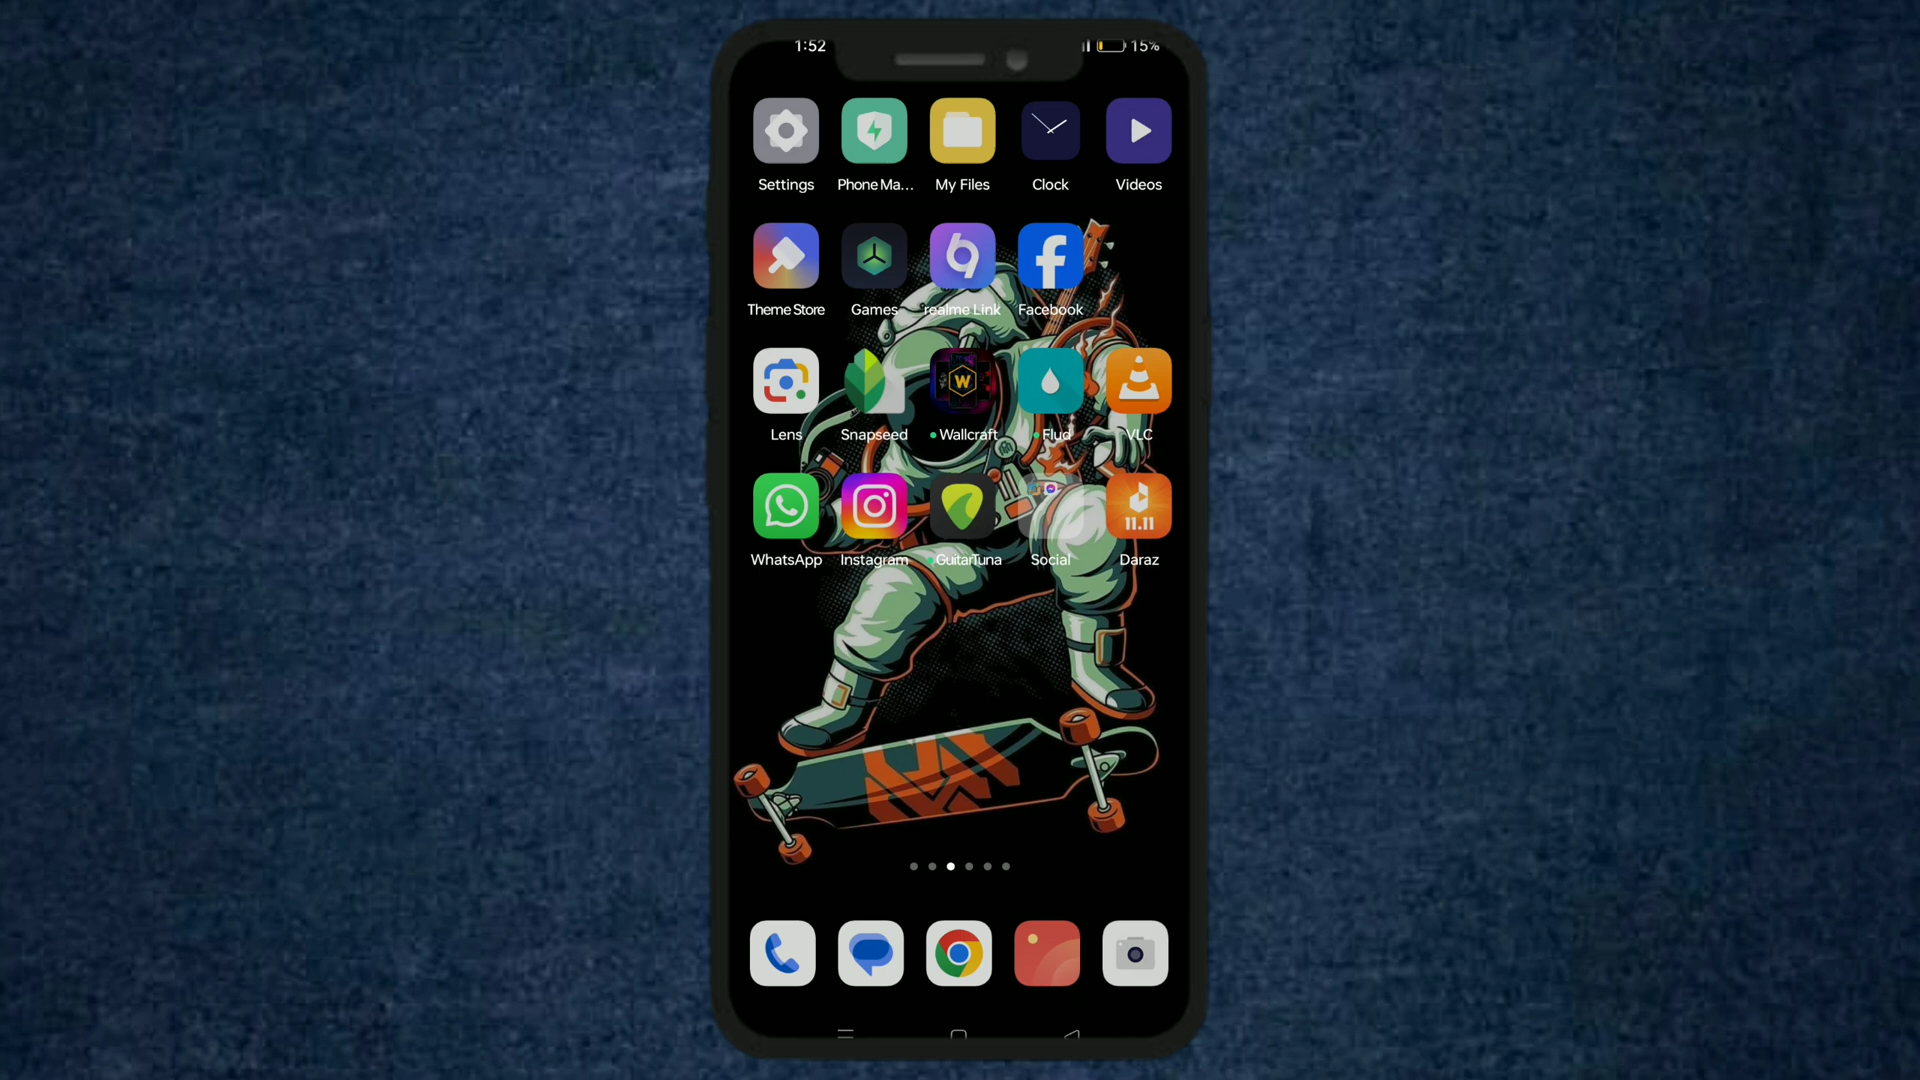 1:52 15%
Settings Phone Ma... My Files Clock Videos
Theme Store Games realme Link Facebook
W
Lens Snapseed Wallcraft Flud VLC
11.11
WhatsApp Instagram GuitarTuna Social Daraz